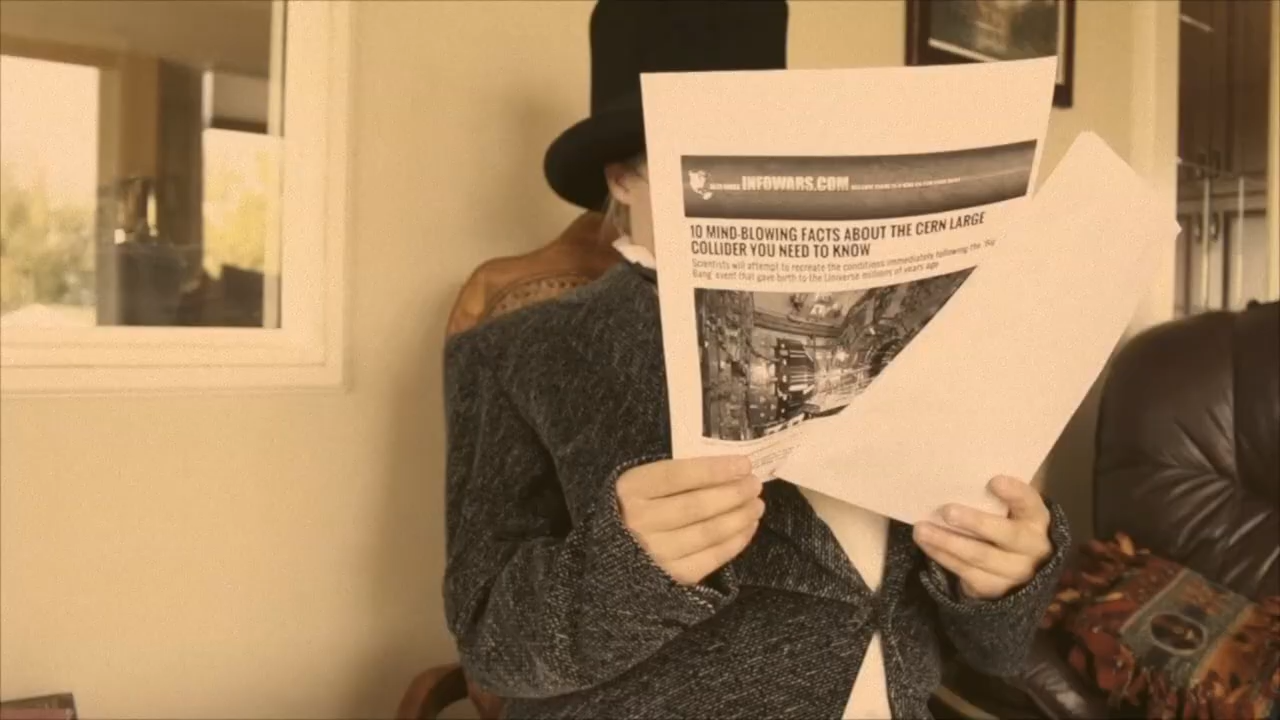 INFOWARS.COM
10 MIND-BLOWING FACTS ABOUT THE CERN LARGE
COLLIDER YOU NEED TO KNOW
Scientists will attempt to recreate the conditions immediately following the 'Big
Bang' event that gave birth to the Universe millions of years ago